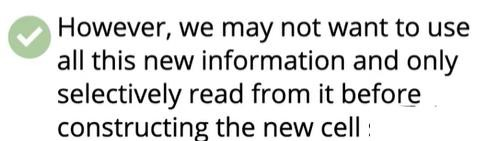 However, we may not want to use
all this new information and only
selectively read from it before
constructing the new cell